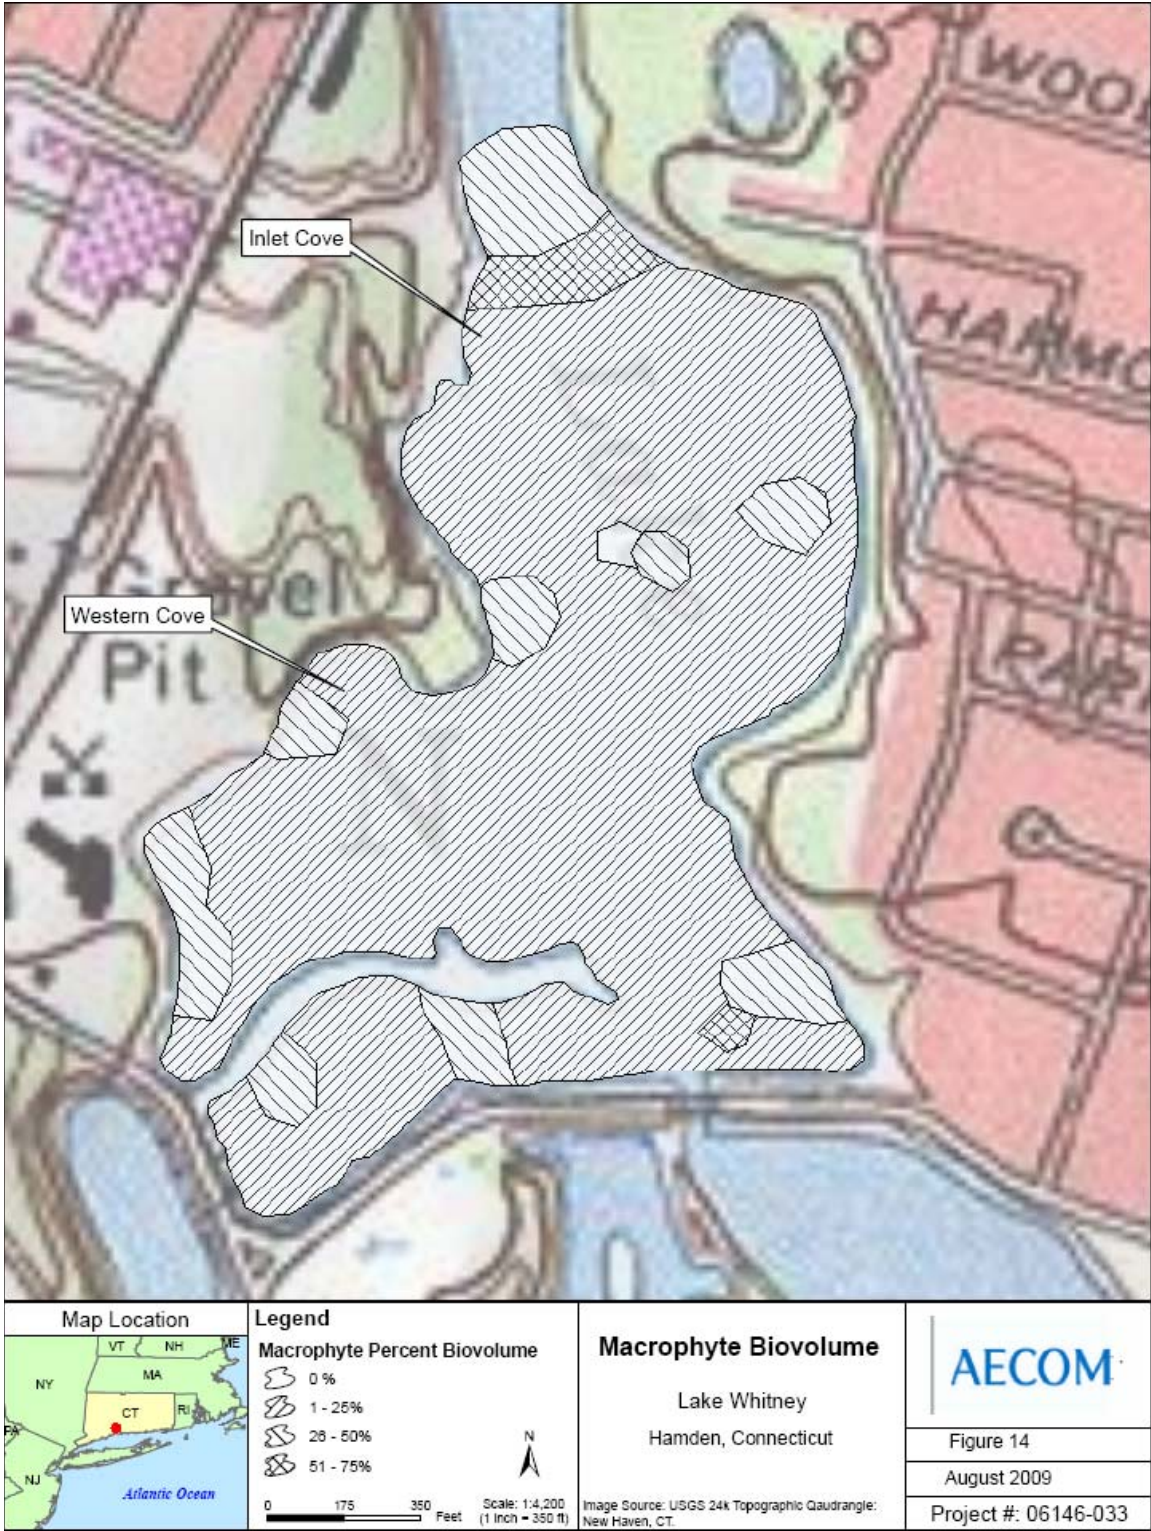 50
WOO
Inlet Cove
HAMMO
Gravel
Pit
Western Cove
PAR
Map Location
VT
NH
ME
NY
MA
CT
RI
PA
NJ
Atlantic Ocean
Legend
Macrophyte Percent Biovolume
0 %
1 - 25%
26 - 50%
51 - 75%
N
0
175
350
Feet
Scale: 1:4,200
(1 inch = 350 ft)
Macrophyte Biovolume
Lake Whitney
Hamden, Connecticut
Image Source: USGS 24k Topographic Qaudrangle:
New Haven, CT.
AECOM
Figure 14
August 2009
Project #: 06146-033